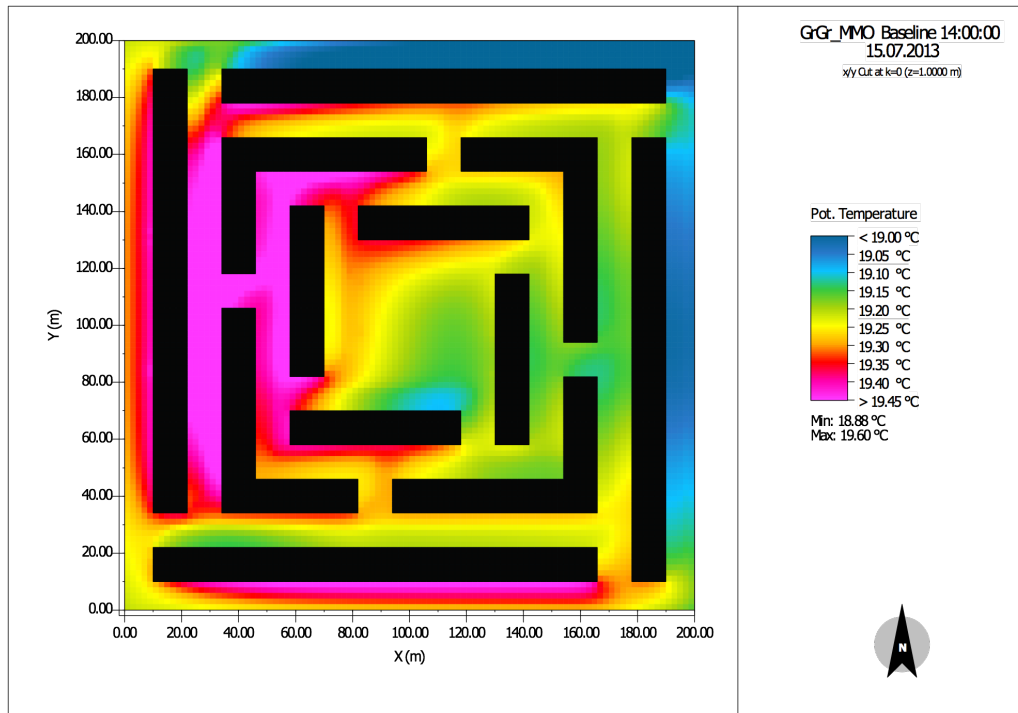 GrGr_MMO Baseline 14:00:00
15.07.2013
x/y Cut at k=0 (z=1.0000 m)
200.00
180.00
160.00
140.00
120.00
100.00
80.00
60.00
40.00
20.00
0.00
Y (m)
0.00 20.00 40.00 60.00 80.00 100.00 120.00 140.00 160.00 180.00 200.00
X (m)
Pot. Temperature
< 19.00 °C
19.05 °C
19.10 °C
19.15 °C
19.20 °C
19.25 °C
19.30 °C
19.35 °C
19.40 °C
> 19.45 °C
Min: 18.88 °C
Max: 19.60 °C
N